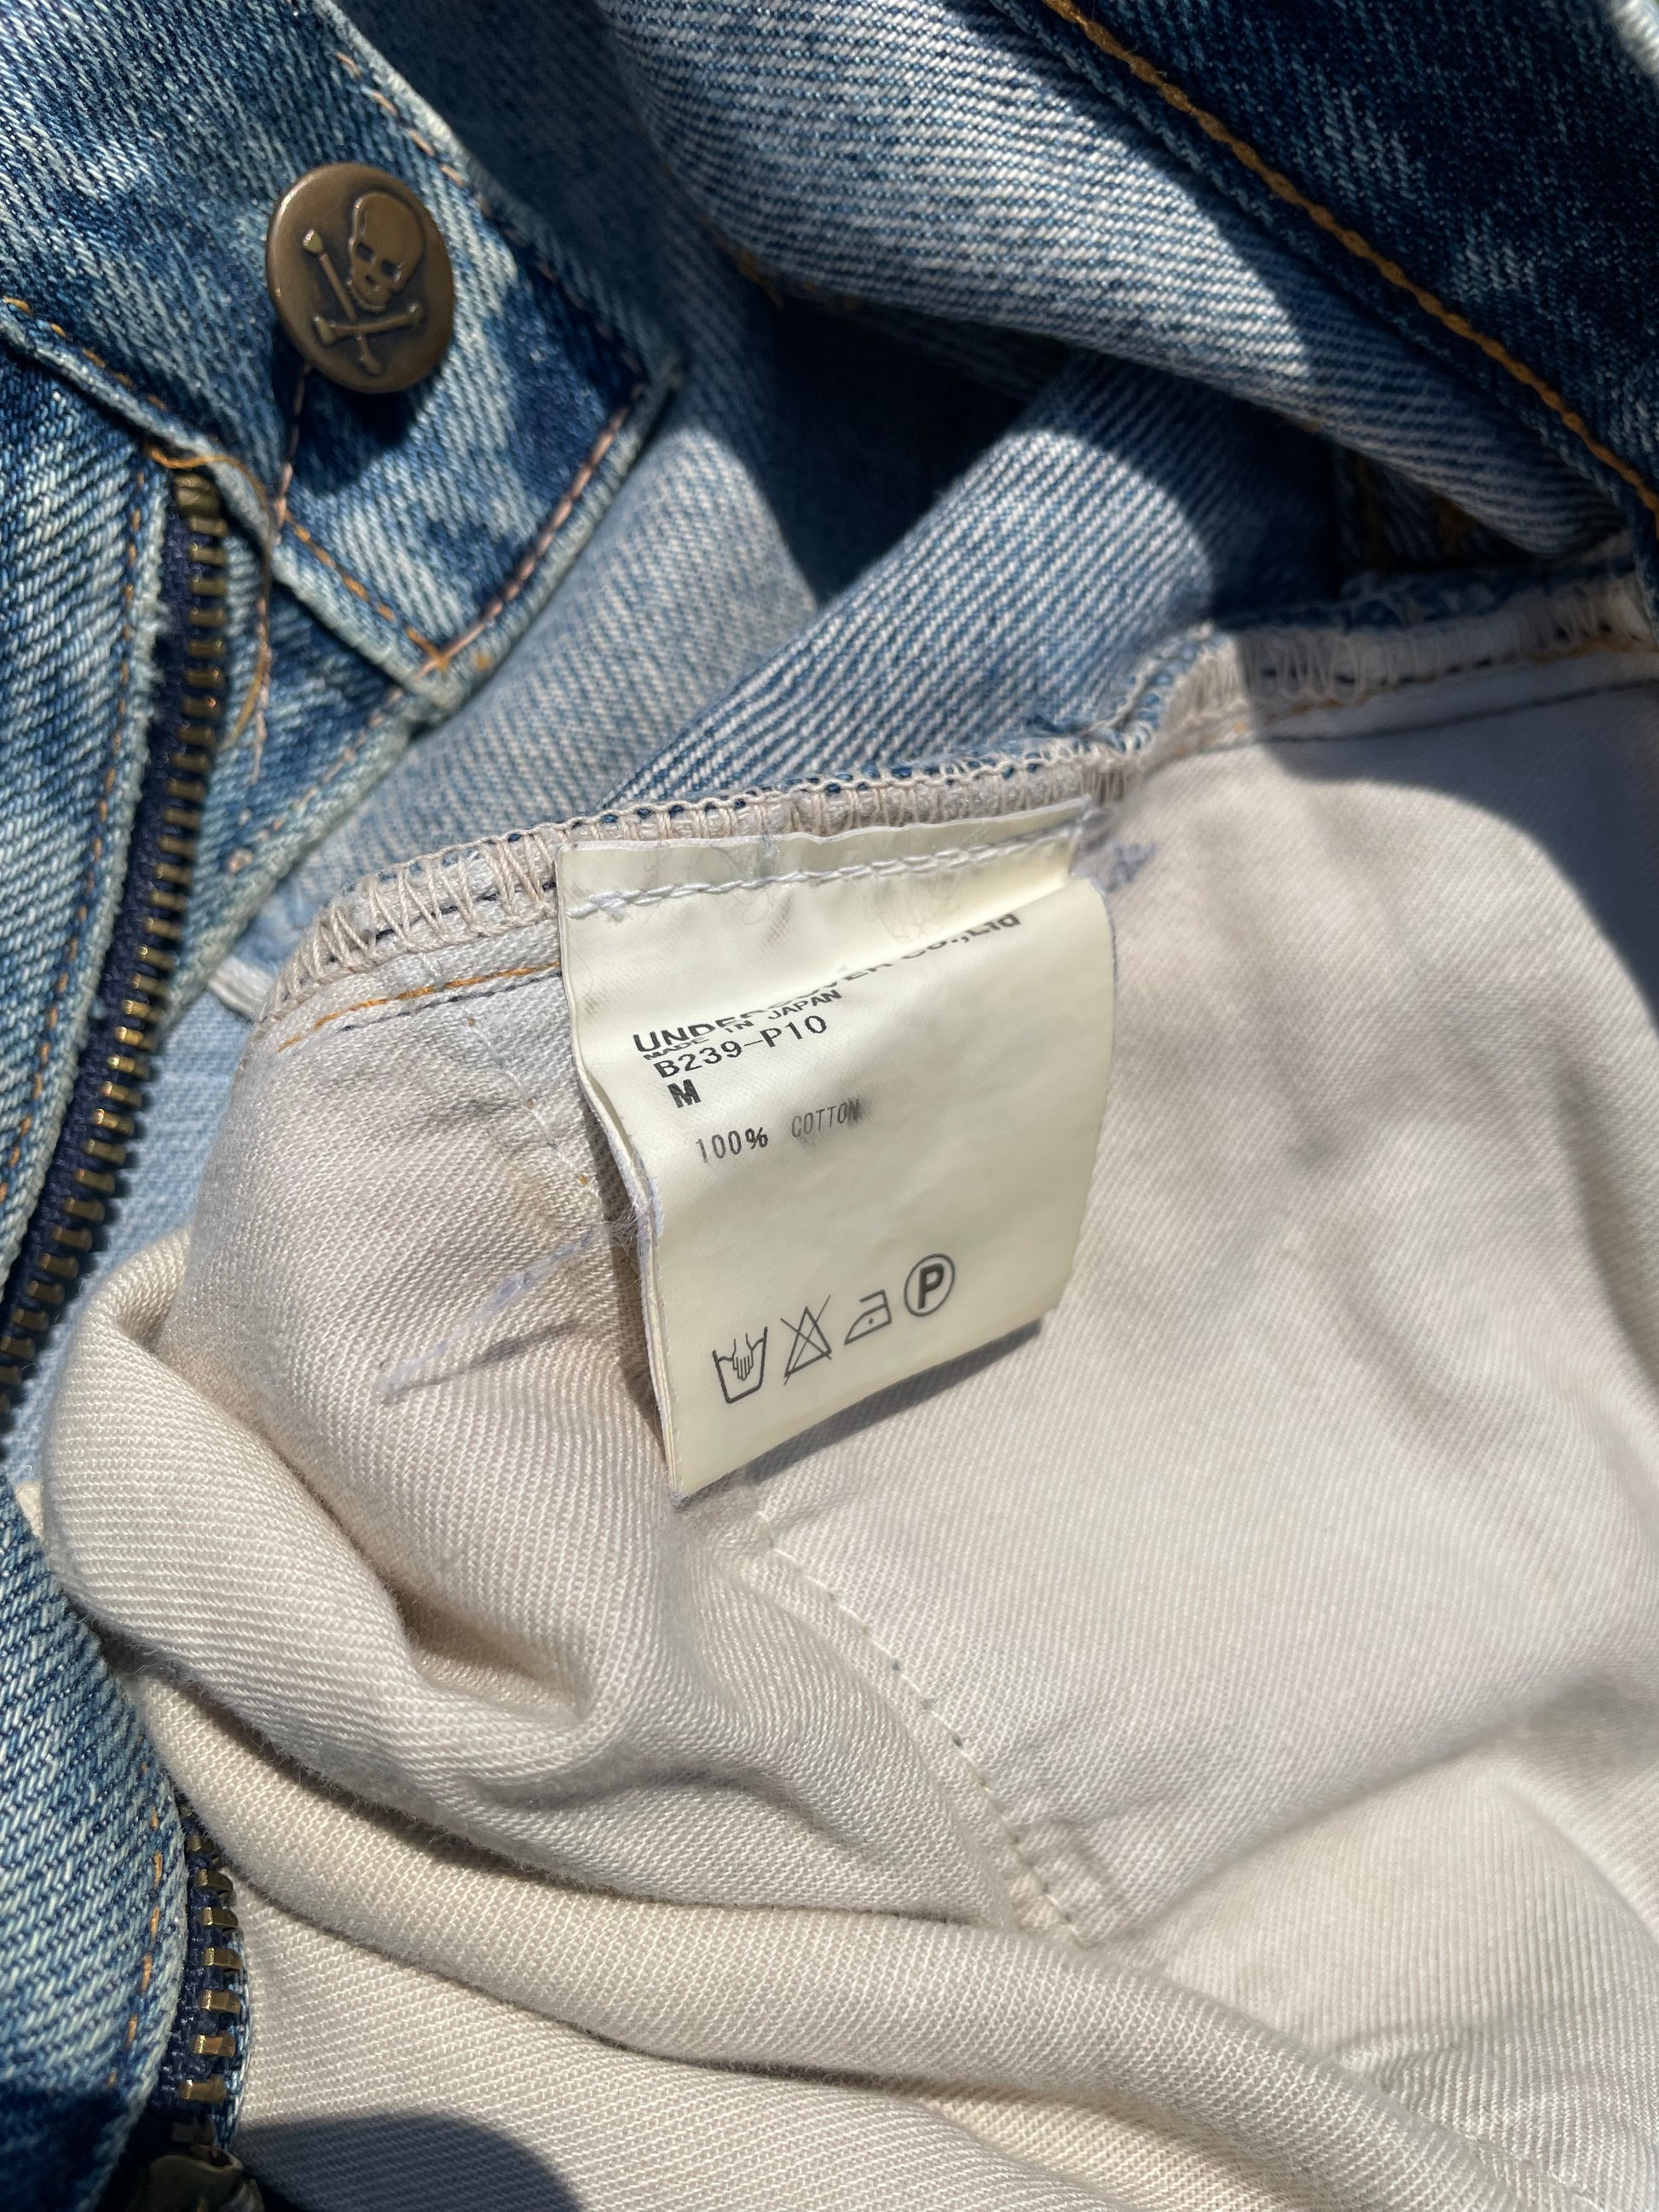 UNDERCOVER CO.,Ltd
MADE IN JAPAN
B239-P10
M
100% COTTON
P